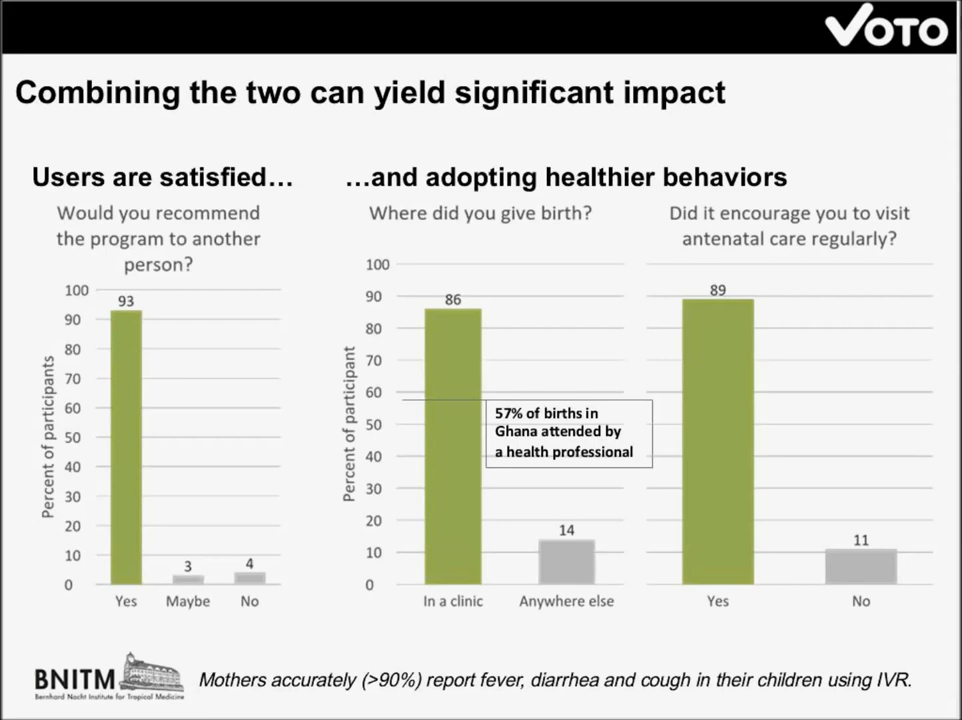 VOTO
Combining the two can yield significant impact
Users are satisfied…
…and adopting healthier behaviors
Would you recommend
the program to another
person?
Percent of participants
100
90
80
70
60
50
40
30
20
10
0
93
3
4
Yes
Maybe
No
Where did you give birth?
Percent of participant
100
90
80
70
60
50
40
30
20
10
0
86
14
57% of births in
Ghana attended by
a health professional
In a clinic
Anywhere else
Did it encourage you to visit
antenatal care regularly?
89
11
Yes
No
BNITM
Bernhard Nocht Institute for Tropical Medicine
Mothers accurately (>90%) report fever, diarrhea and cough in their children using IVR.